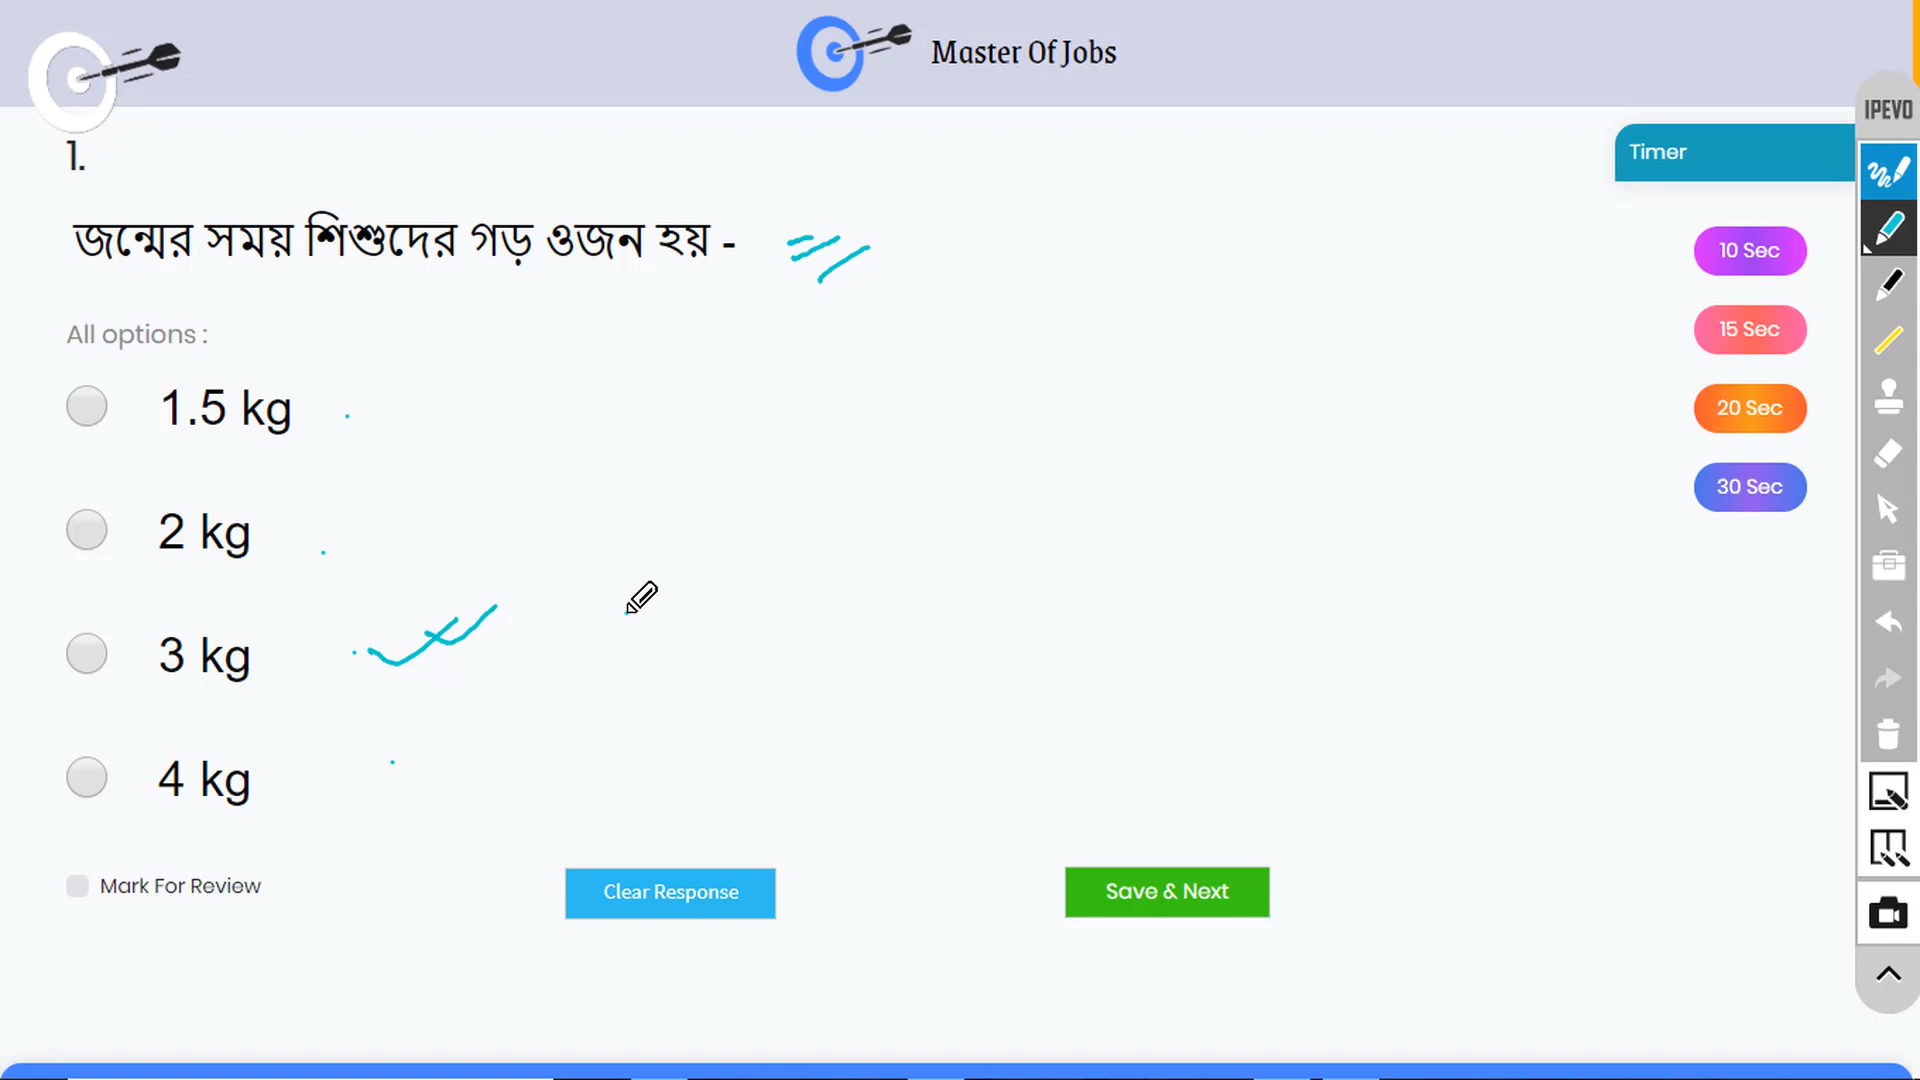 Master Of Jobs
IPEVO
1.
Timer
জন্মের সময় শিশুদের গড় ওজন হয় -
10 Sec
All options :
15 Sec
1.5 kg
20 Sec
30 Sec
2 kg
3 kg
4 kg
Mark For Review
Clear Response
Save & Next